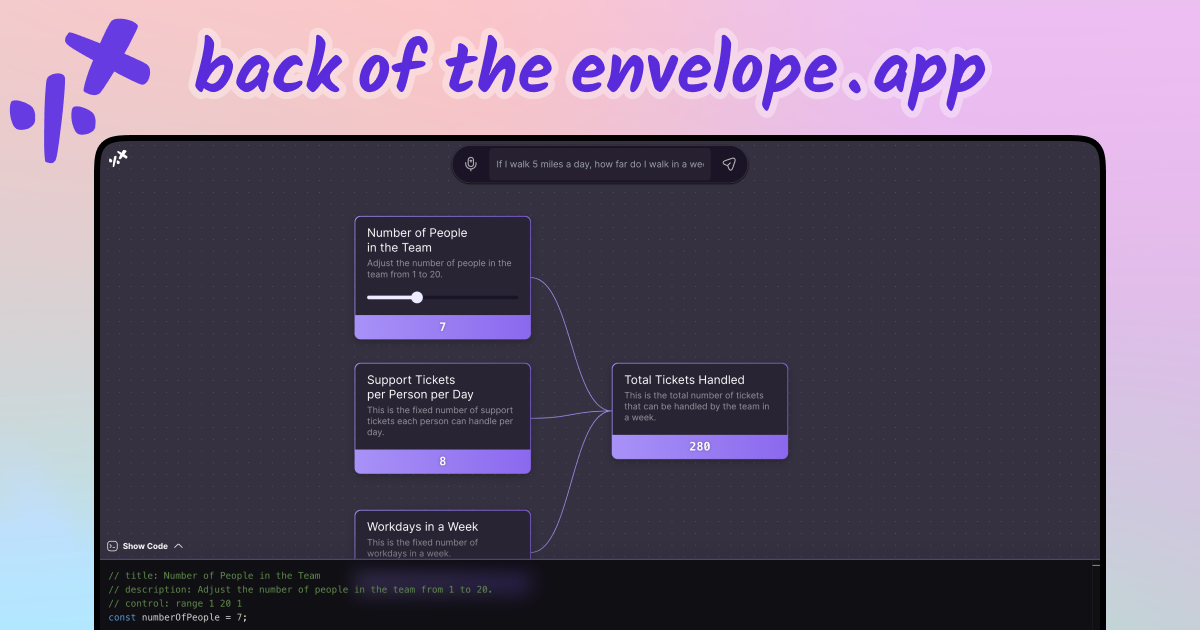 back of the envelope.app
If I walk 5 miles a day, how far do I walk in a we
Number of People
in the Team
Adjust the number of people in the
team from 1 to 20.
7
Support Tickets
per Person per Day
This is the fixed number of support
tickets each person can handle per
day.
8
Total Tickets Handled
This is the total number of tickets
that can be handled by the team in
a week.
280
Workdays in a Week
This is the fixed number of
workdays in a week.
Show Code
// title: Number of People in the Team
// description: Adjust the number of people in the team from 1 to 20.
// control: range 1 20 1
const numberOfPeople = 7;